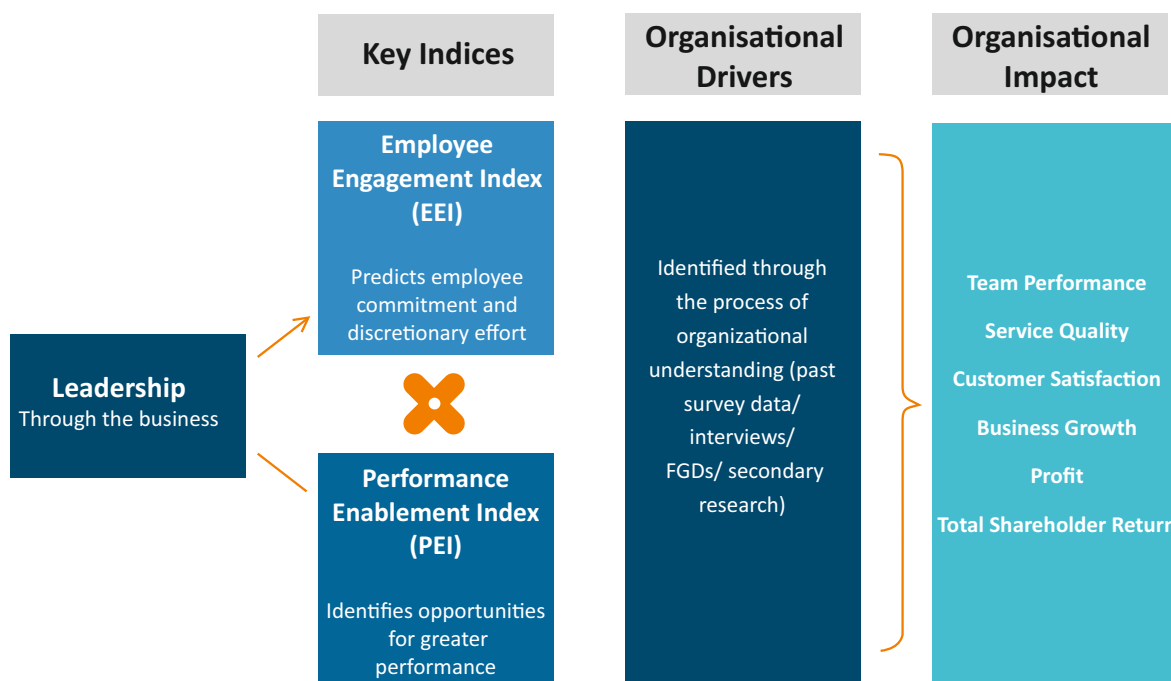 Key Indices
Organisational
Drivers
Organisational
Impact
Leadership
Through the business
Employee
Engagement Index
(EEI)
Predicts employee
commitment and
discretionary effort
Performance
Enablement Index
(PEI)
Identifies opportunities
for greater
performance
Identified through
the process of
organizational
understanding (past
survey data/
interviews/
FGDs/ secondary
research)
Team Performance
Service Quality
Customer Satisfaction
Business Growth
Profit
Total Shareholder Return